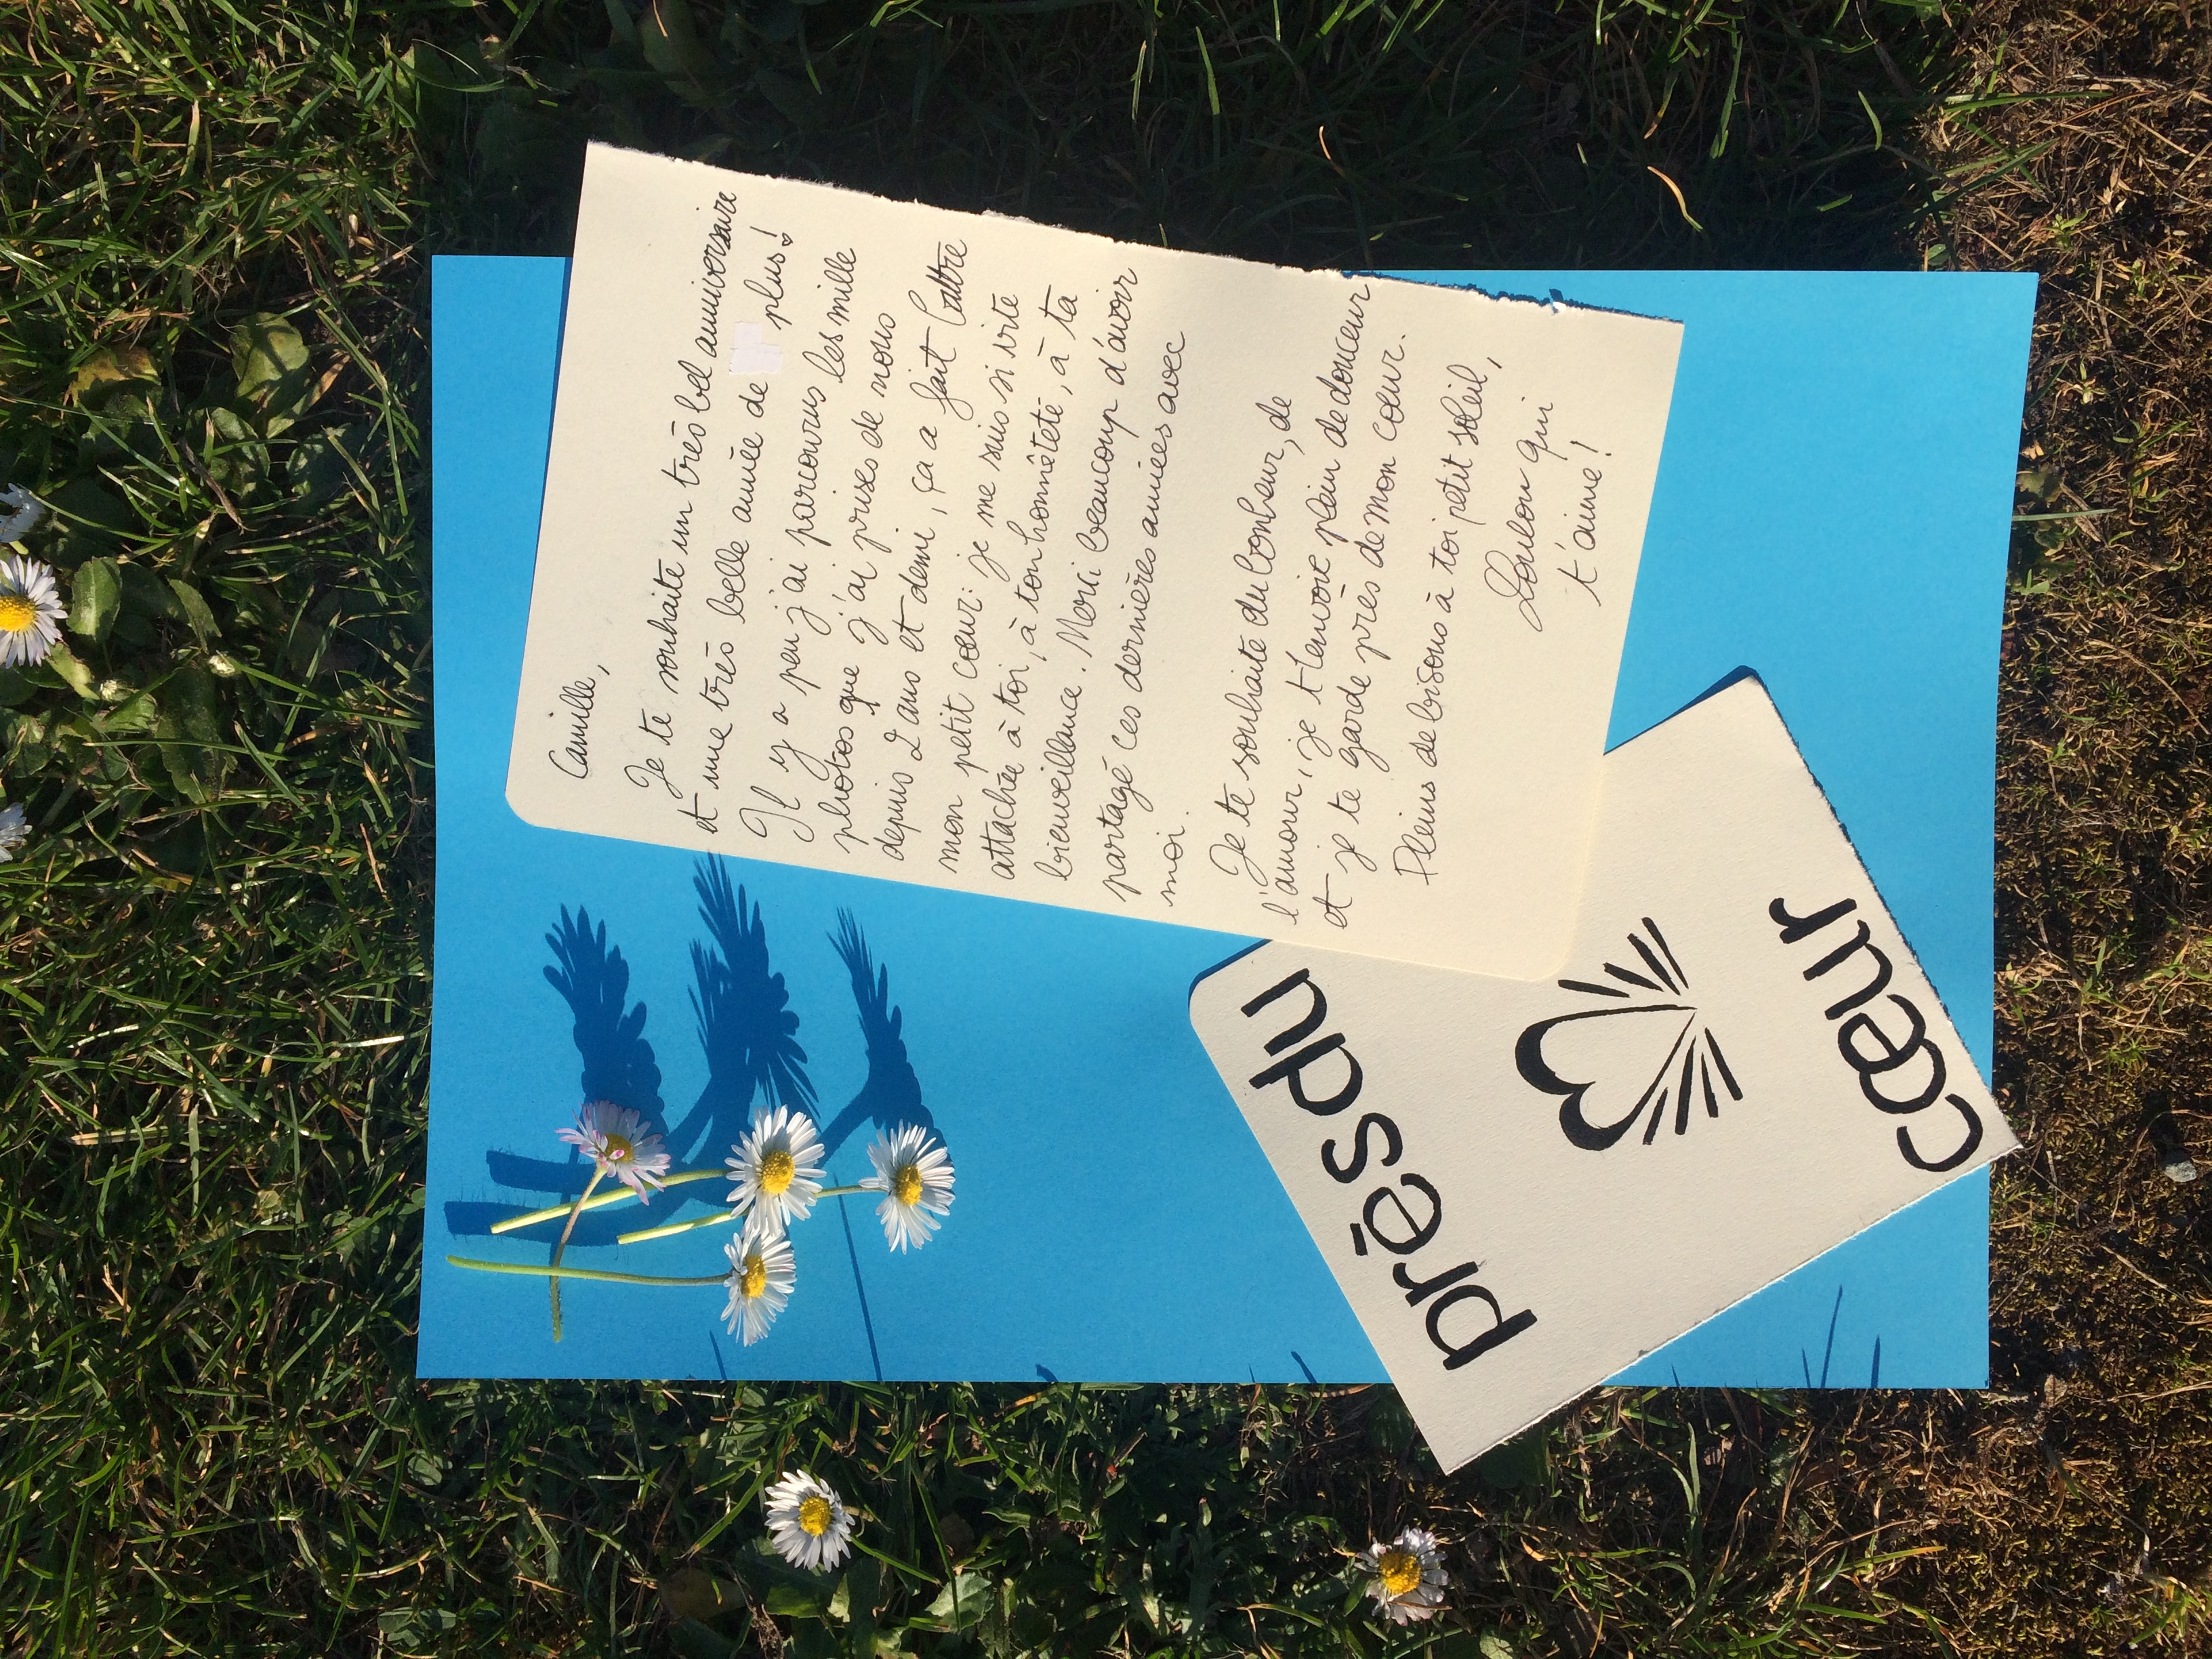 Camille,
Je te souhaite un très bel anniversaire
et une très belle année de plus!
Il y a peu j'ai parcourus les mille
photos que j'ai prises de nous
depuis 2 ans et demi, ça a fait battre
mon petit cœur: je me suis si vite
attachée à toi, à ton honnêteté, à ta
bienveillance. Merci beaucoup d'avoir
partagé ces dernières années avec
moi.
Je te souhaite du bonheur, de
l'amour, je t'envoie plein de douceur
et je te garde près de mon cœur.
Pleins de bisous à toi petit soleil,
Loulou qui
t'aime!
près du
cœur